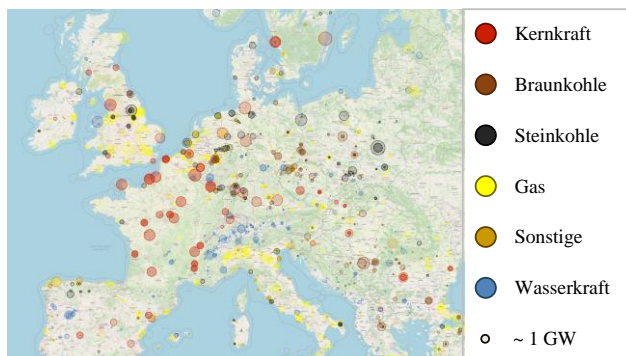 Kernkraft
Braunkohle
Steinkohle
Gas
Sonstige
Wasserkraft
~ 1 GW